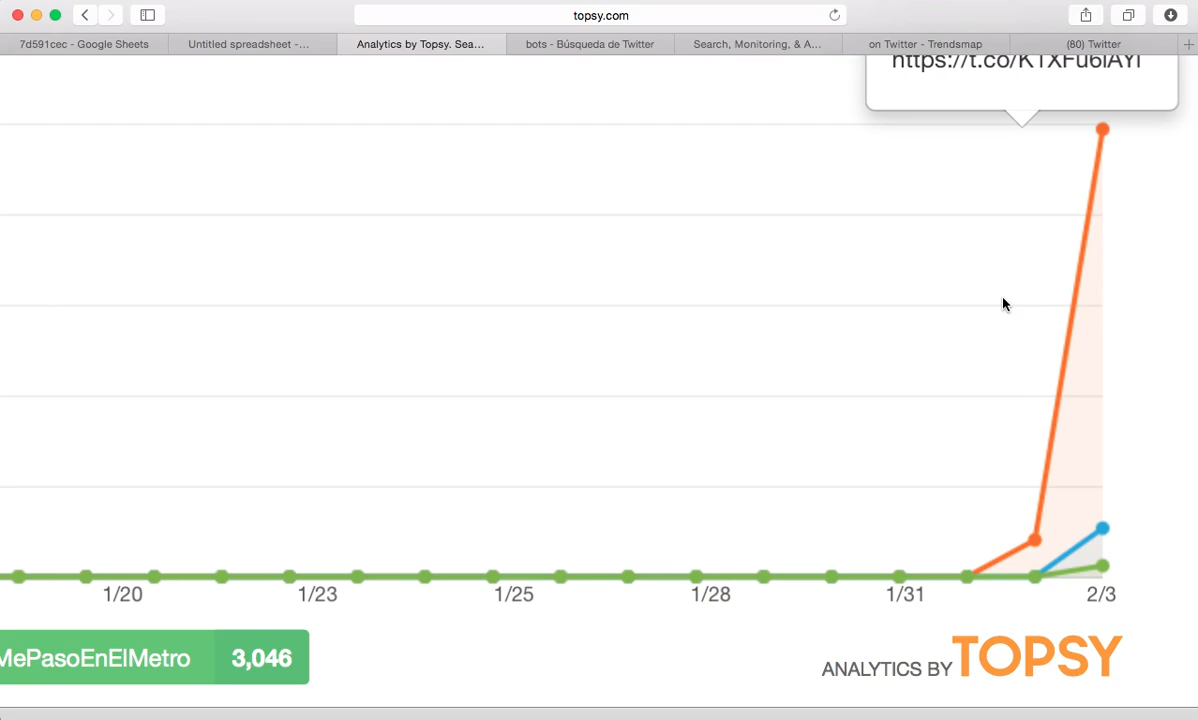 topsy.com
7d591cec - Google Sheets
Untitled spreadsheet -...
Analytics by Topsy. Sea...
bots - Búsqueda de Twitter
Search, Monitoring, & A...
on Twitter - Trendsmap
(80) Twitter
1/20 1/23 1/25 1/28 1/31 2/3
MePasoEnElMetro 3,046
ANALYTICS BY TOPSY